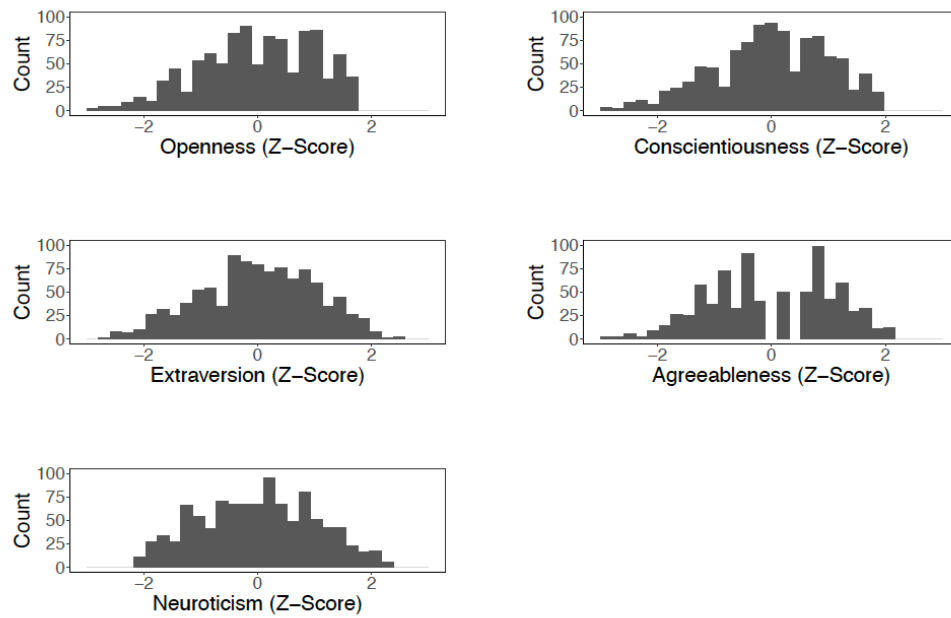 Count
100
75
50
25
0
−2 0 2
Openness (Z−Score)
Count
100
75
50
25
0
−2 0 2
Conscientiousness (Z−Score)
Count
100
75
50
25
0
−2 0 2
Extraversion (Z−Score)
Count
100
75
50
25
0
−2 0 2
Agreeableness (Z−Score)
Count
100
75
50
25
0
−2 0 2
Neuroticism (Z−Score)